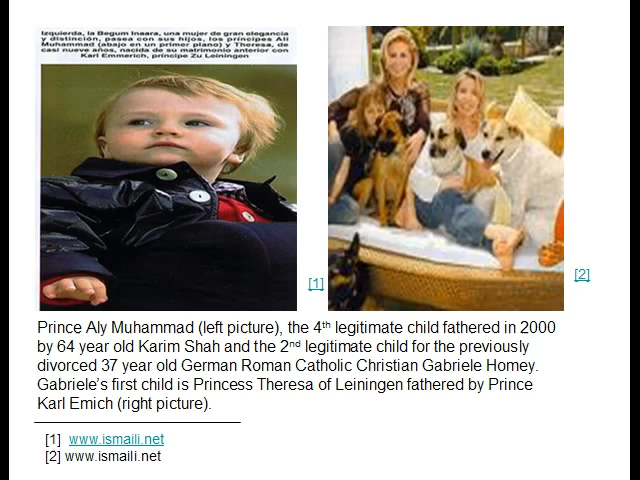 Izquierda, la Begum Inaara, una mujer de gran elegancia
y distinción, pasea con sus hijos, los príncipes Ali
Muhammad (abajo en un primer plano) y Theresa, de
casi nueve años, nacida de su matrimonio anterior con
Karl Emmerich, príncipe Zu Leiningen
[1]
[2]
Prince Aly Muhammad (left picture), the 4th legitimate child fathered in 2000
by 64 year old Karim Shah and the 2nd legitimate child for the previously
divorced 37 year old German Roman Catholic Christian Gabriele Homey.
Gabriele's first child is Princess Theresa of Leiningen fathered by Prince
Karl Emich (right picture).
[1] www.ismaili.net
[2] www.ismaili.net